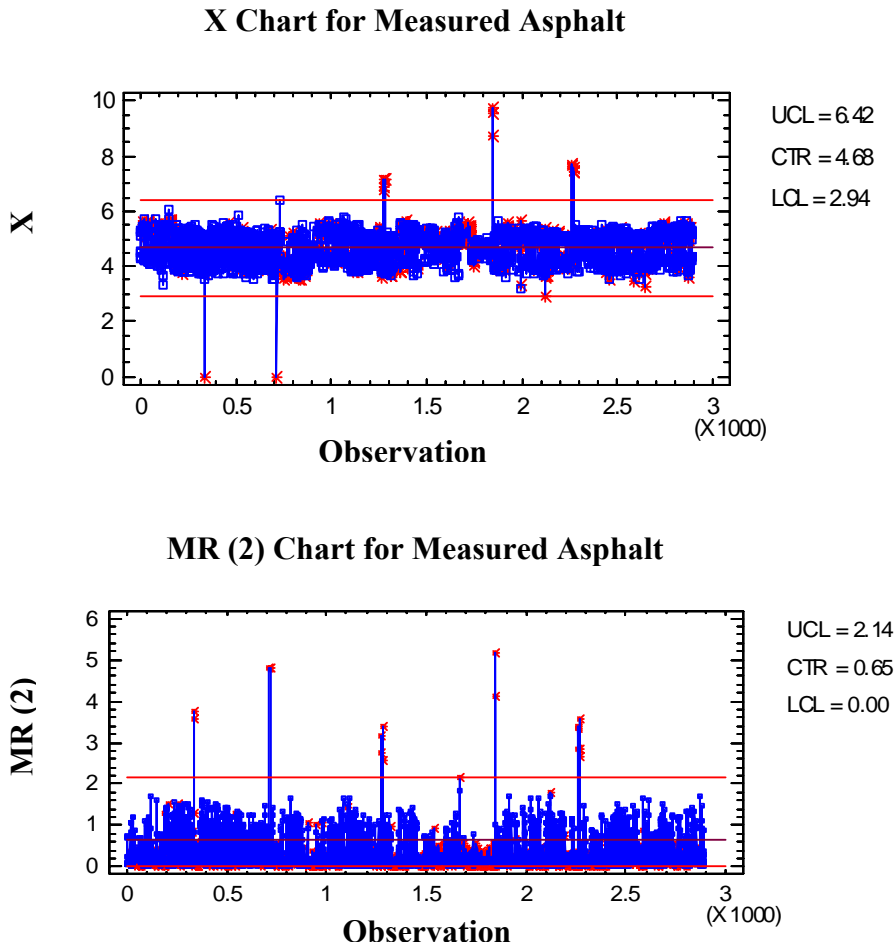 X Chart for Measured Asphalt
X
10
8
6
4
2
0
0 0.5 1 1.5 2 2.5 3
(X 1000)
Observation
UCL = 6.42
CTR = 4.68
LCL = 2.94
MR (2) Chart for Measured Asphalt
MR (2)
6
5
4
3
2
1
0
0 0.5 1 1.5 2 2.5 3
(X 1000)
Observation
UCL = 2.14
CTR = 0.65
LCL = 0.00